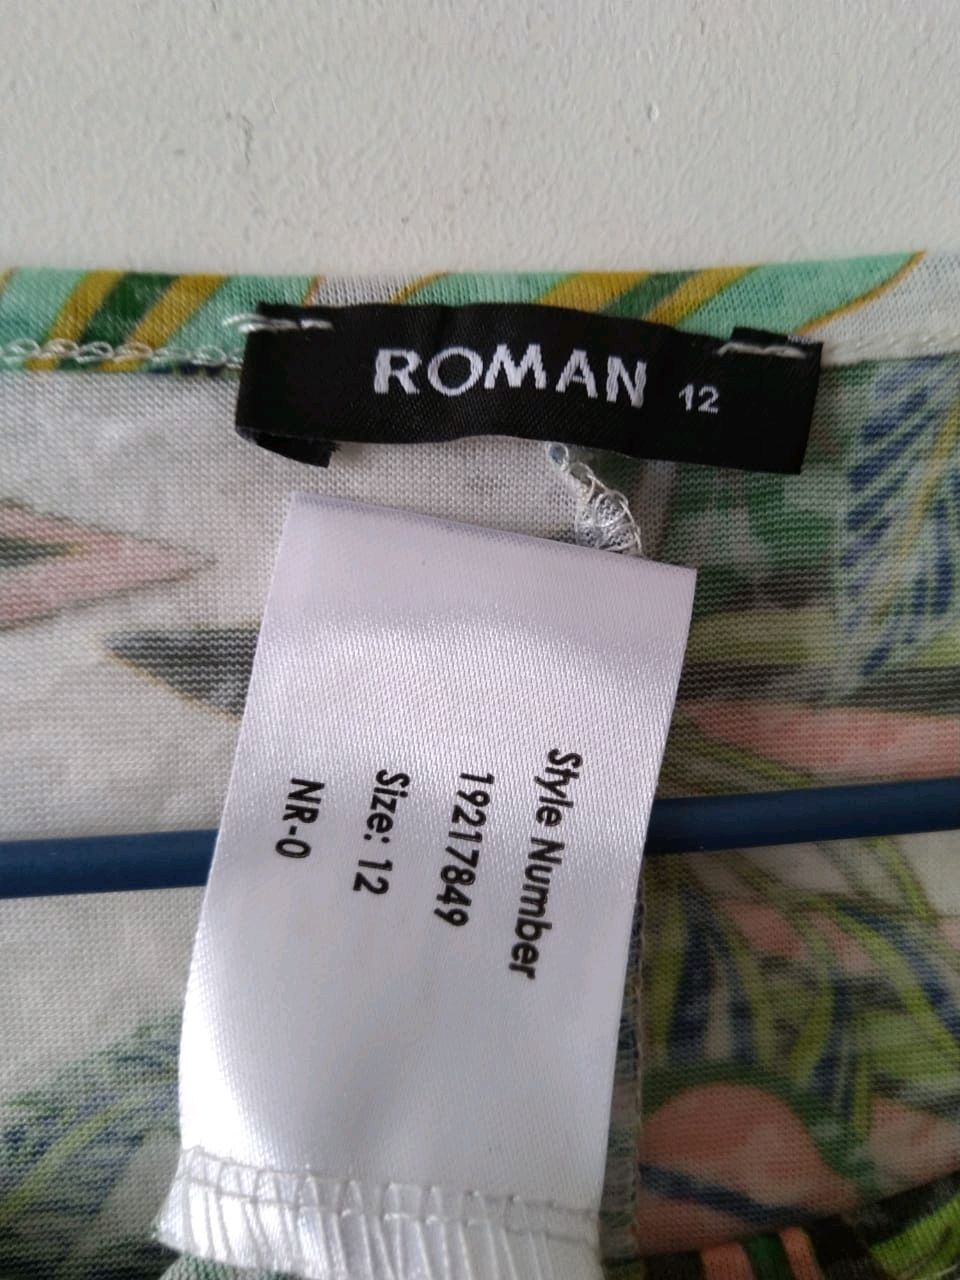 ROMAN 12
Style Number
19217849
Size: 12
NR-0